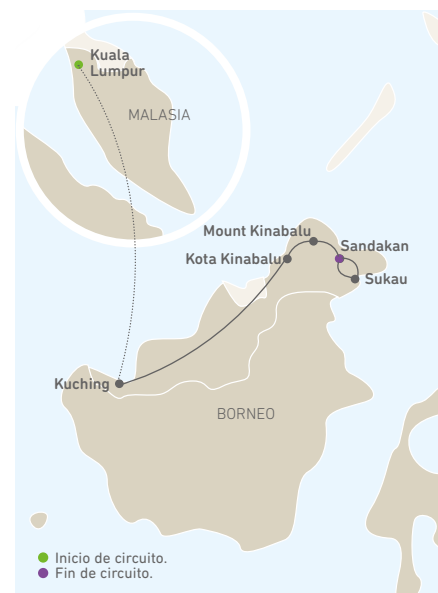 Kuala
Lumpur
MALASIA
Mount Kinabalu
Sandakan
Kota Kinabalu
Sukau
Kuching
BORNEO
Inicio de circuito.
Fin de circuito.